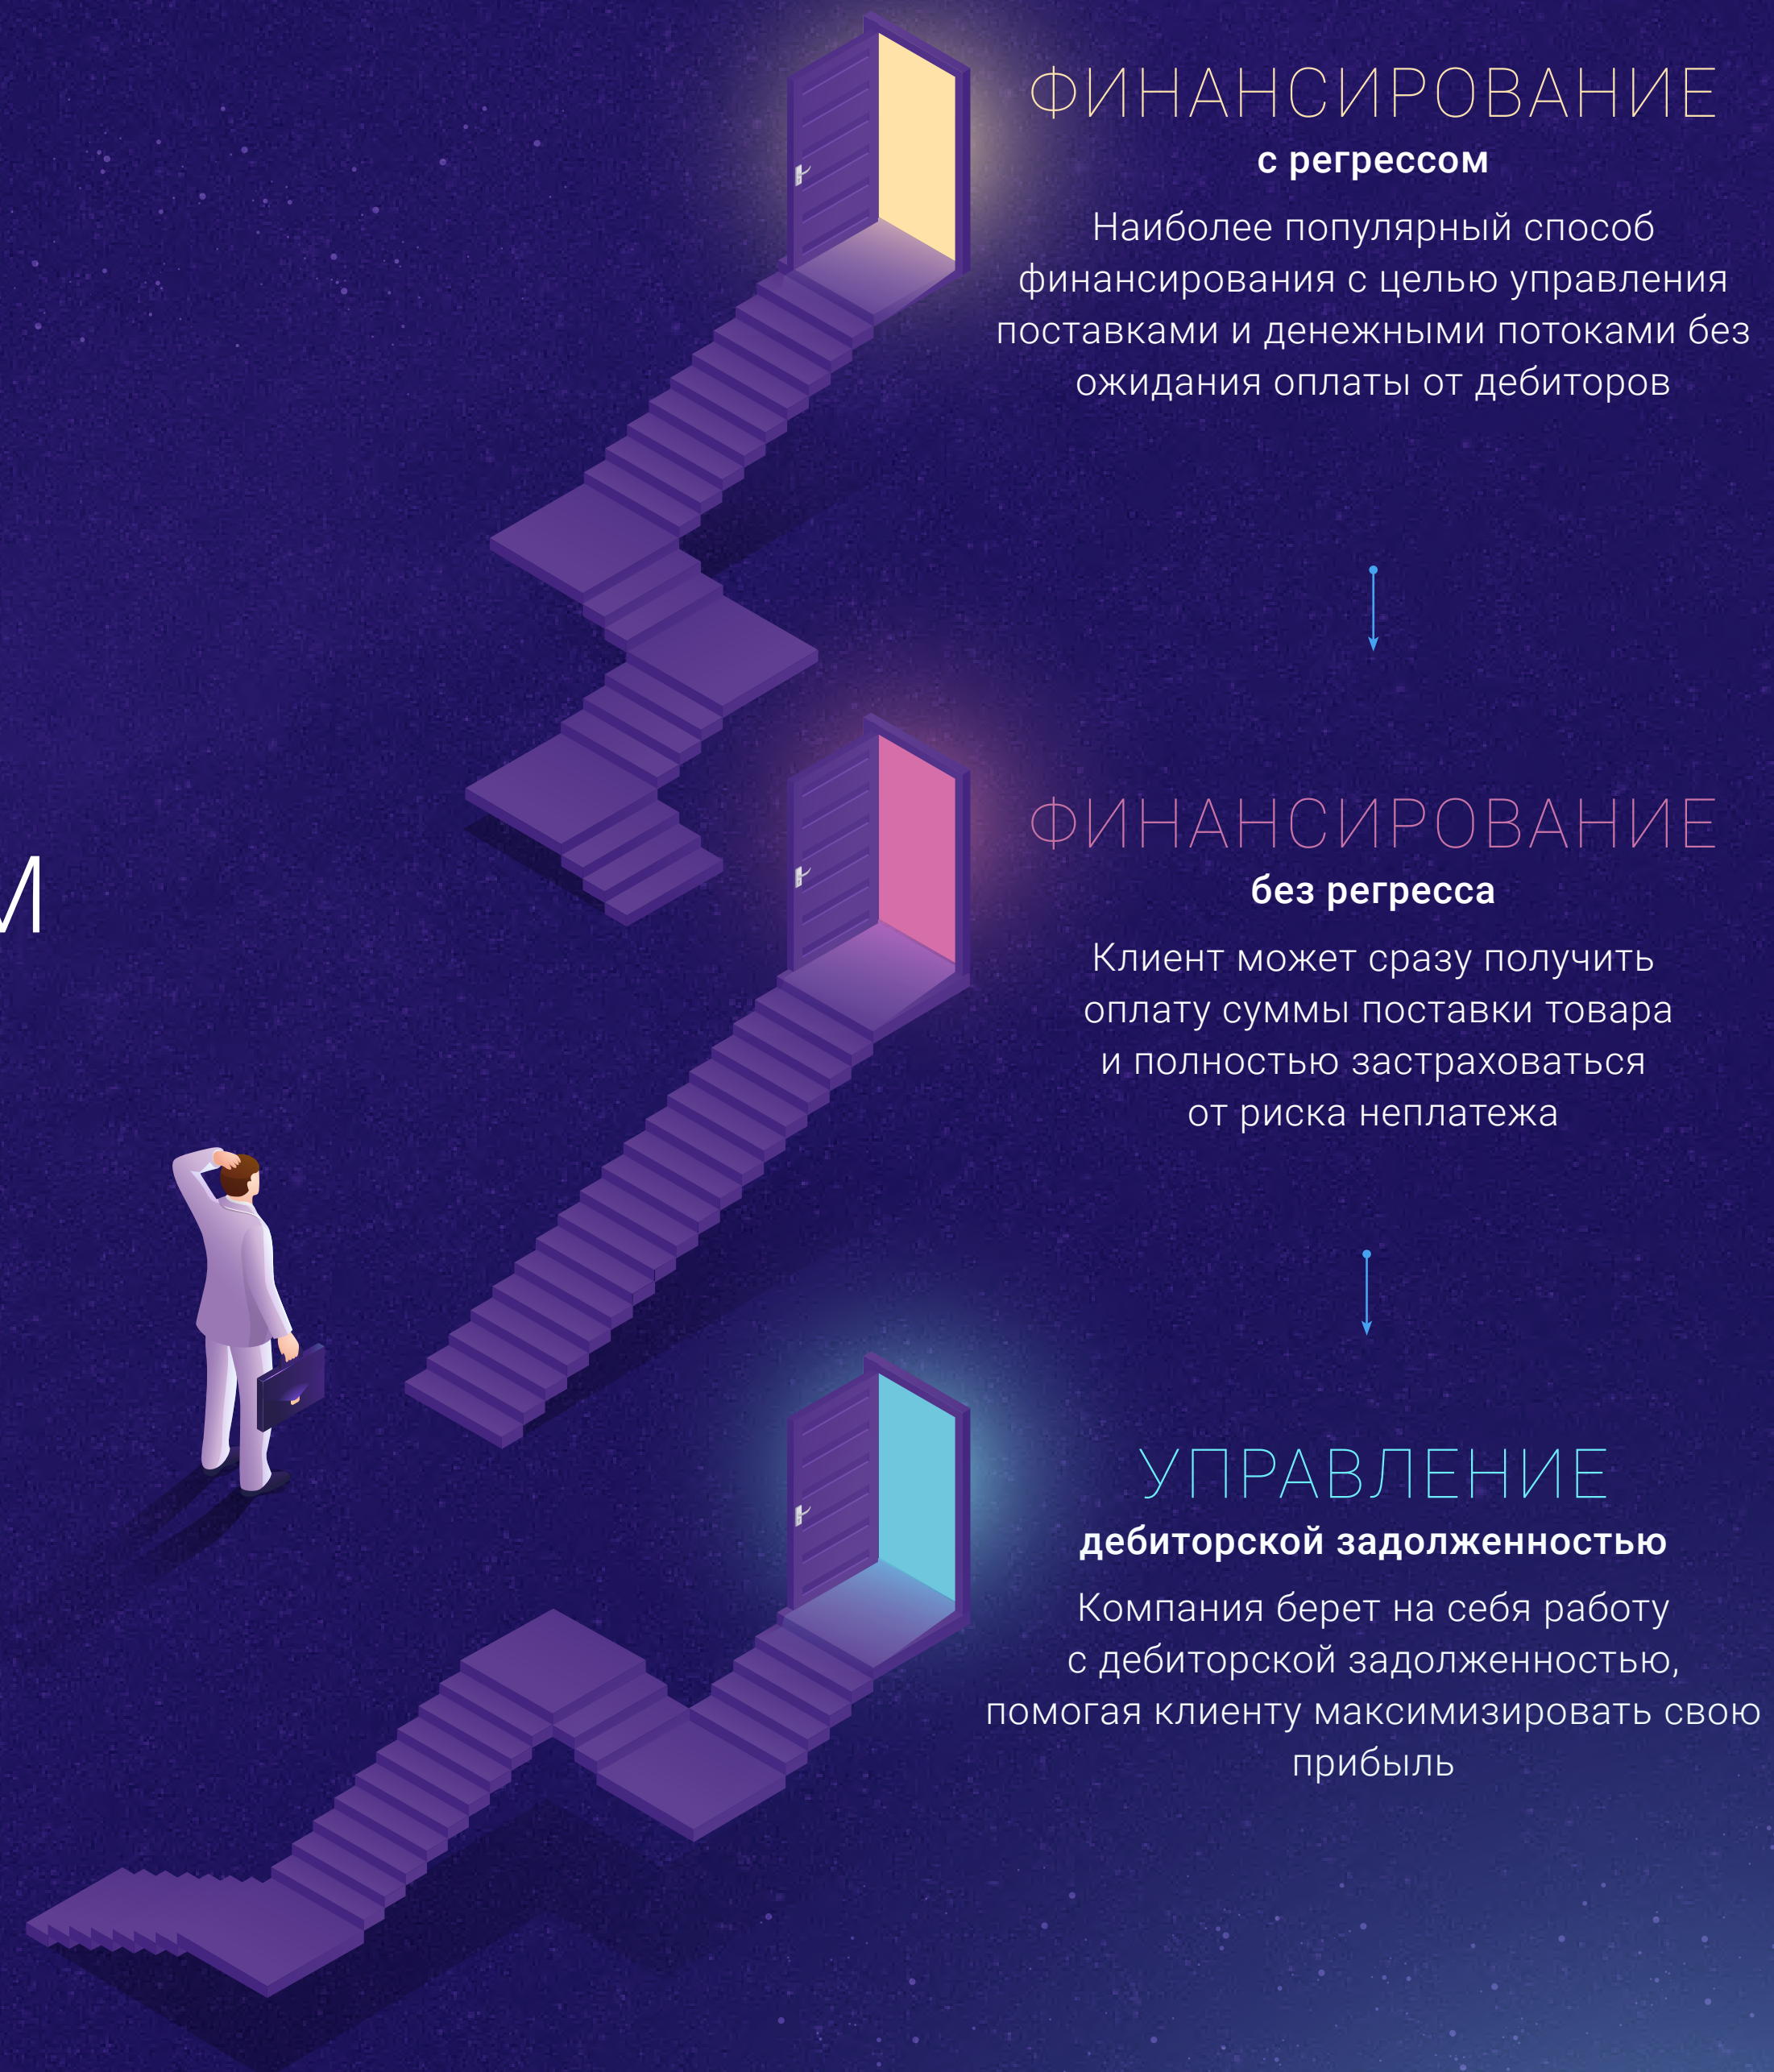 ФИНАНСИРОВАНИЕ
с регрессом
Наиболее популярный способ
финансирования с целью управления
поставками и денежными потоками без
ожидания оплаты от дебиторов
И
ФИНАНСИРОВАНИЕ
без регресса
Клиент может сразу получить
оплату суммы поставки товара
и полностью застраховаться
от риска неплатежа
УПРАВЛЕНИЕ
дебиторской задолженностью
Компания берет на себя работу
с дебиторской задолженностью,
помогая клиенту максимизировать свою
прибыль